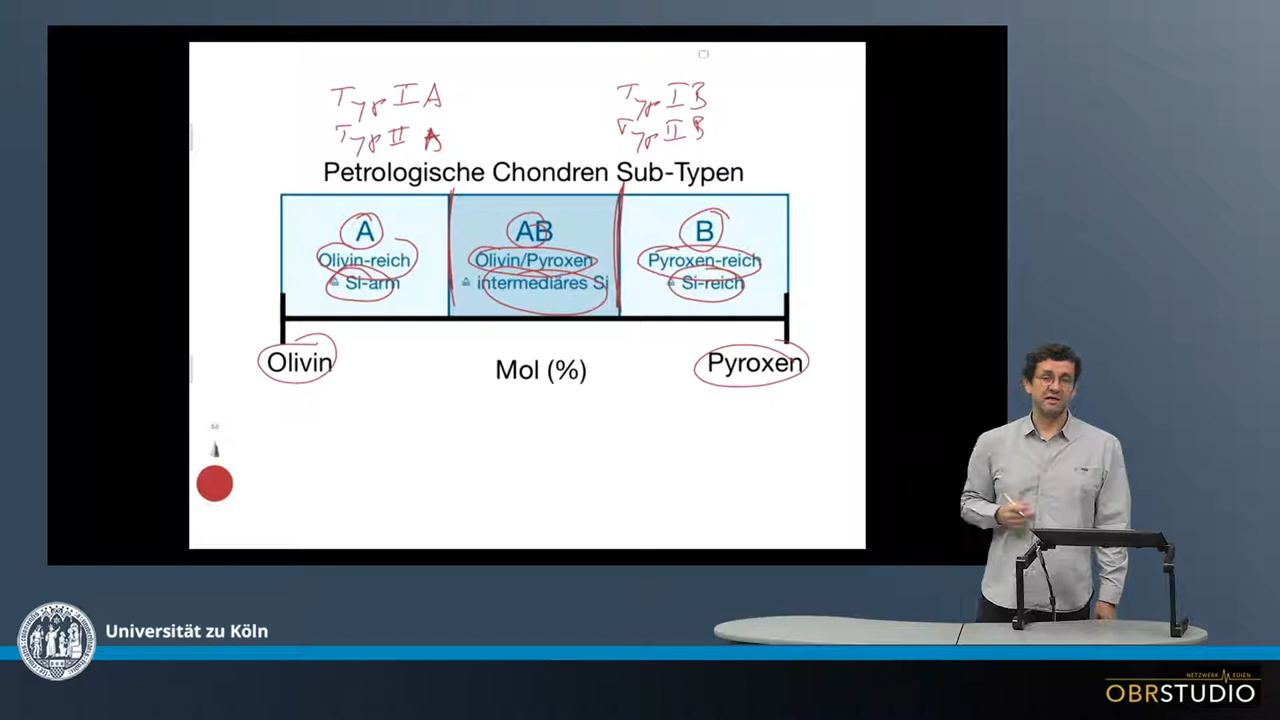 Typ I A
Typ I B
Typ II A
Typ II B
Petrologische Chondren Sub-Typen
A
Olivin-reich
≙ Si-arm
AB
Olivin/Pyroxen
≙ intermediäres Si
B
Pyroxen-reich
≙ Si-reich
Olivin
Mol (%)
Pyroxen
Universität zu Köln
NETZWERK MEDIEN
OBRSTUDIO